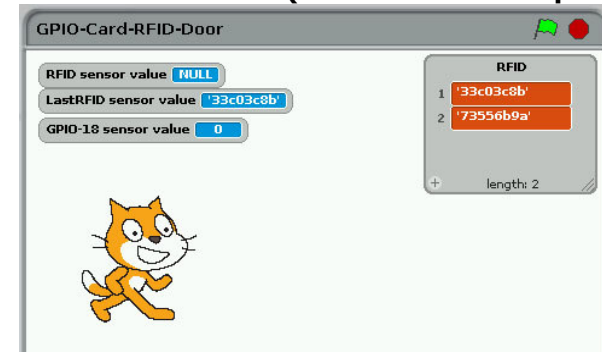 GPIO-Card-RFID-Door
RFID sensor value NULL
LastRFID sensor value '33c03c8b'
GPIO-18 sensor value 0
RFID
1 '33c03c8b'
2 '73556b9a'
+ length: 2